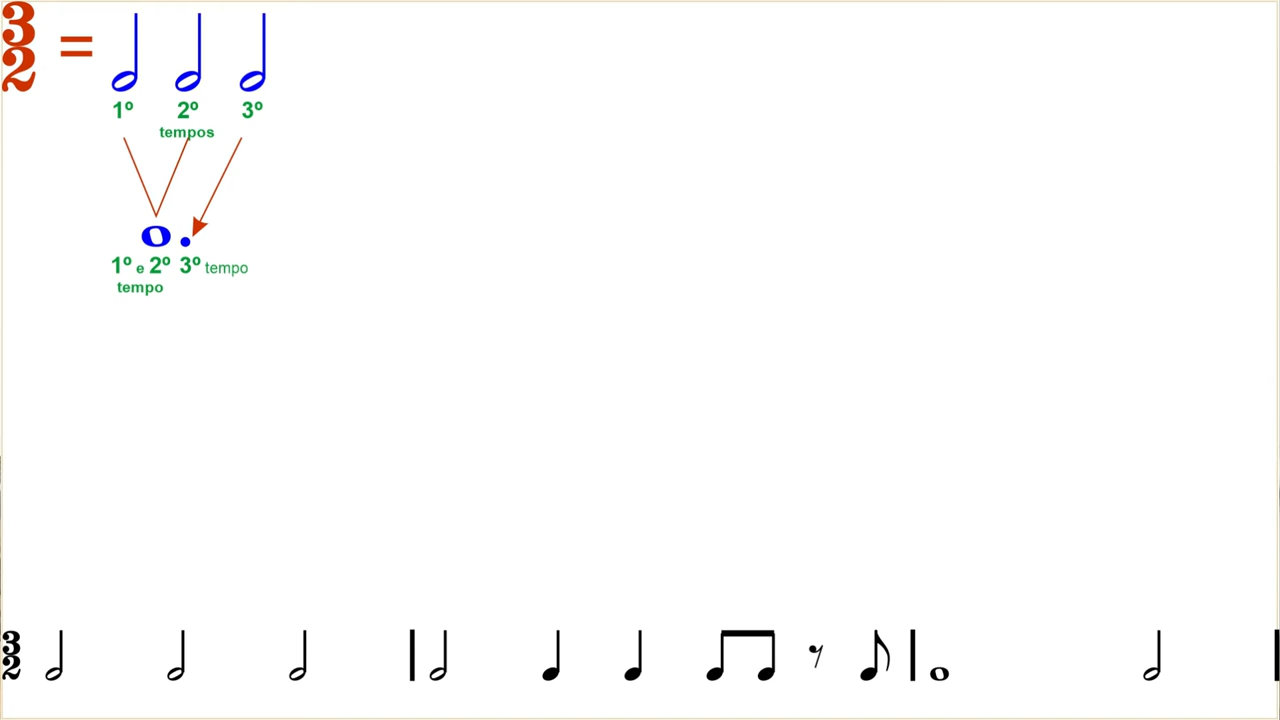 3
2 =
1º 2º 3º
tempos
1º e 2º 3º tempo
tempo
3
2